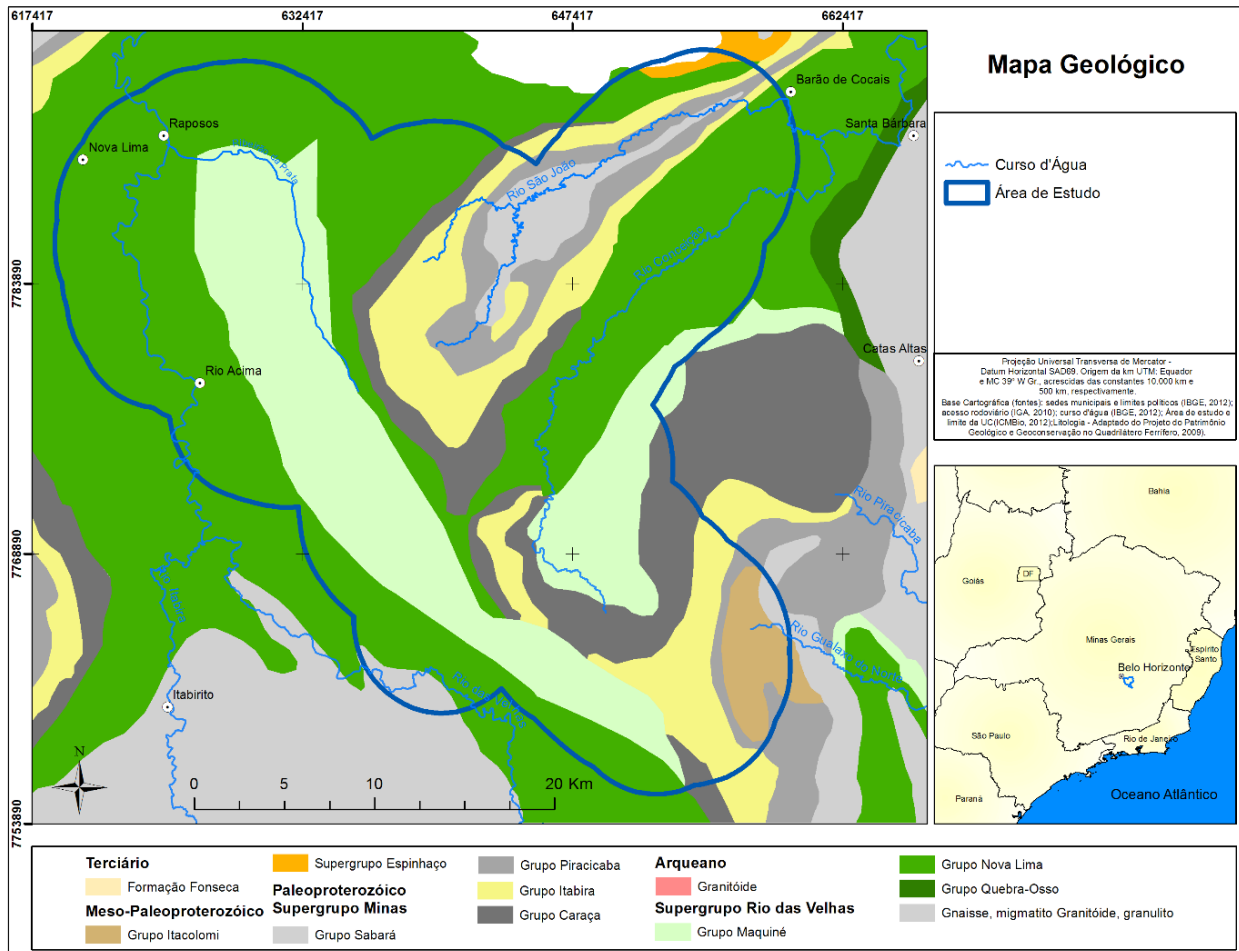 617417
632417
647417
662417
Mapa Geológico
Barão de Cocais
Raposos
Santa Bárbara
Nova Lima
Ribeirão da Prata
Rio São João
Curso d'Água
Área de Estudo
Rio Conceição
7783890
Catas Altas
Rio Acima
Projeção Universal Transversa de Mercator -
Datum Horizontal SAD69. Origem da km UTM: Equador
e MC 39° W Gr., acrescidas das constantes 10.000 km e
500 km, respectivamente.
Base Cartográfica (fontes): sedes municipais e limites políticos (IBGE, 2012);
acesso rodoviário (IGA, 2010); curso d'água (IBGE, 2012); Área de estudo e
limite da UC(ICMBio, 2012);Litologia - Adaptado do Projeto do Patrimônio
Geológico e Geoconservação no Quadrilátero Ferrífero, 2009).
Rio Piracicaba
Bahia
7768890
Goiás
DF
Rio Itabira
Rio Gualaxo do Norte
Minas Gerais
Espírito
Santo
Belo Horizonte
Itabirito
Rio das Velhas
São Paulo
Rio de Janeiro
N
0
5
10
20 Km
Paraná
Oceano Atlântico
7753890
Terciário
Formação Fonseca
Meso-Paleoproterozóico
Grupo Itacolomi
Supergrupo Espinhaço
Paleoproterozóico
Supergrupo Minas
Grupo Sabará
Grupo Piracicaba
Grupo Itabira
Grupo Caraça
Arqueano
Granitóide
Supergrupo Rio das Velhas
Grupo Maquiné
Grupo Nova Lima
Grupo Quebra-Osso
Gnaisse, migmatito Granitóide, granulito